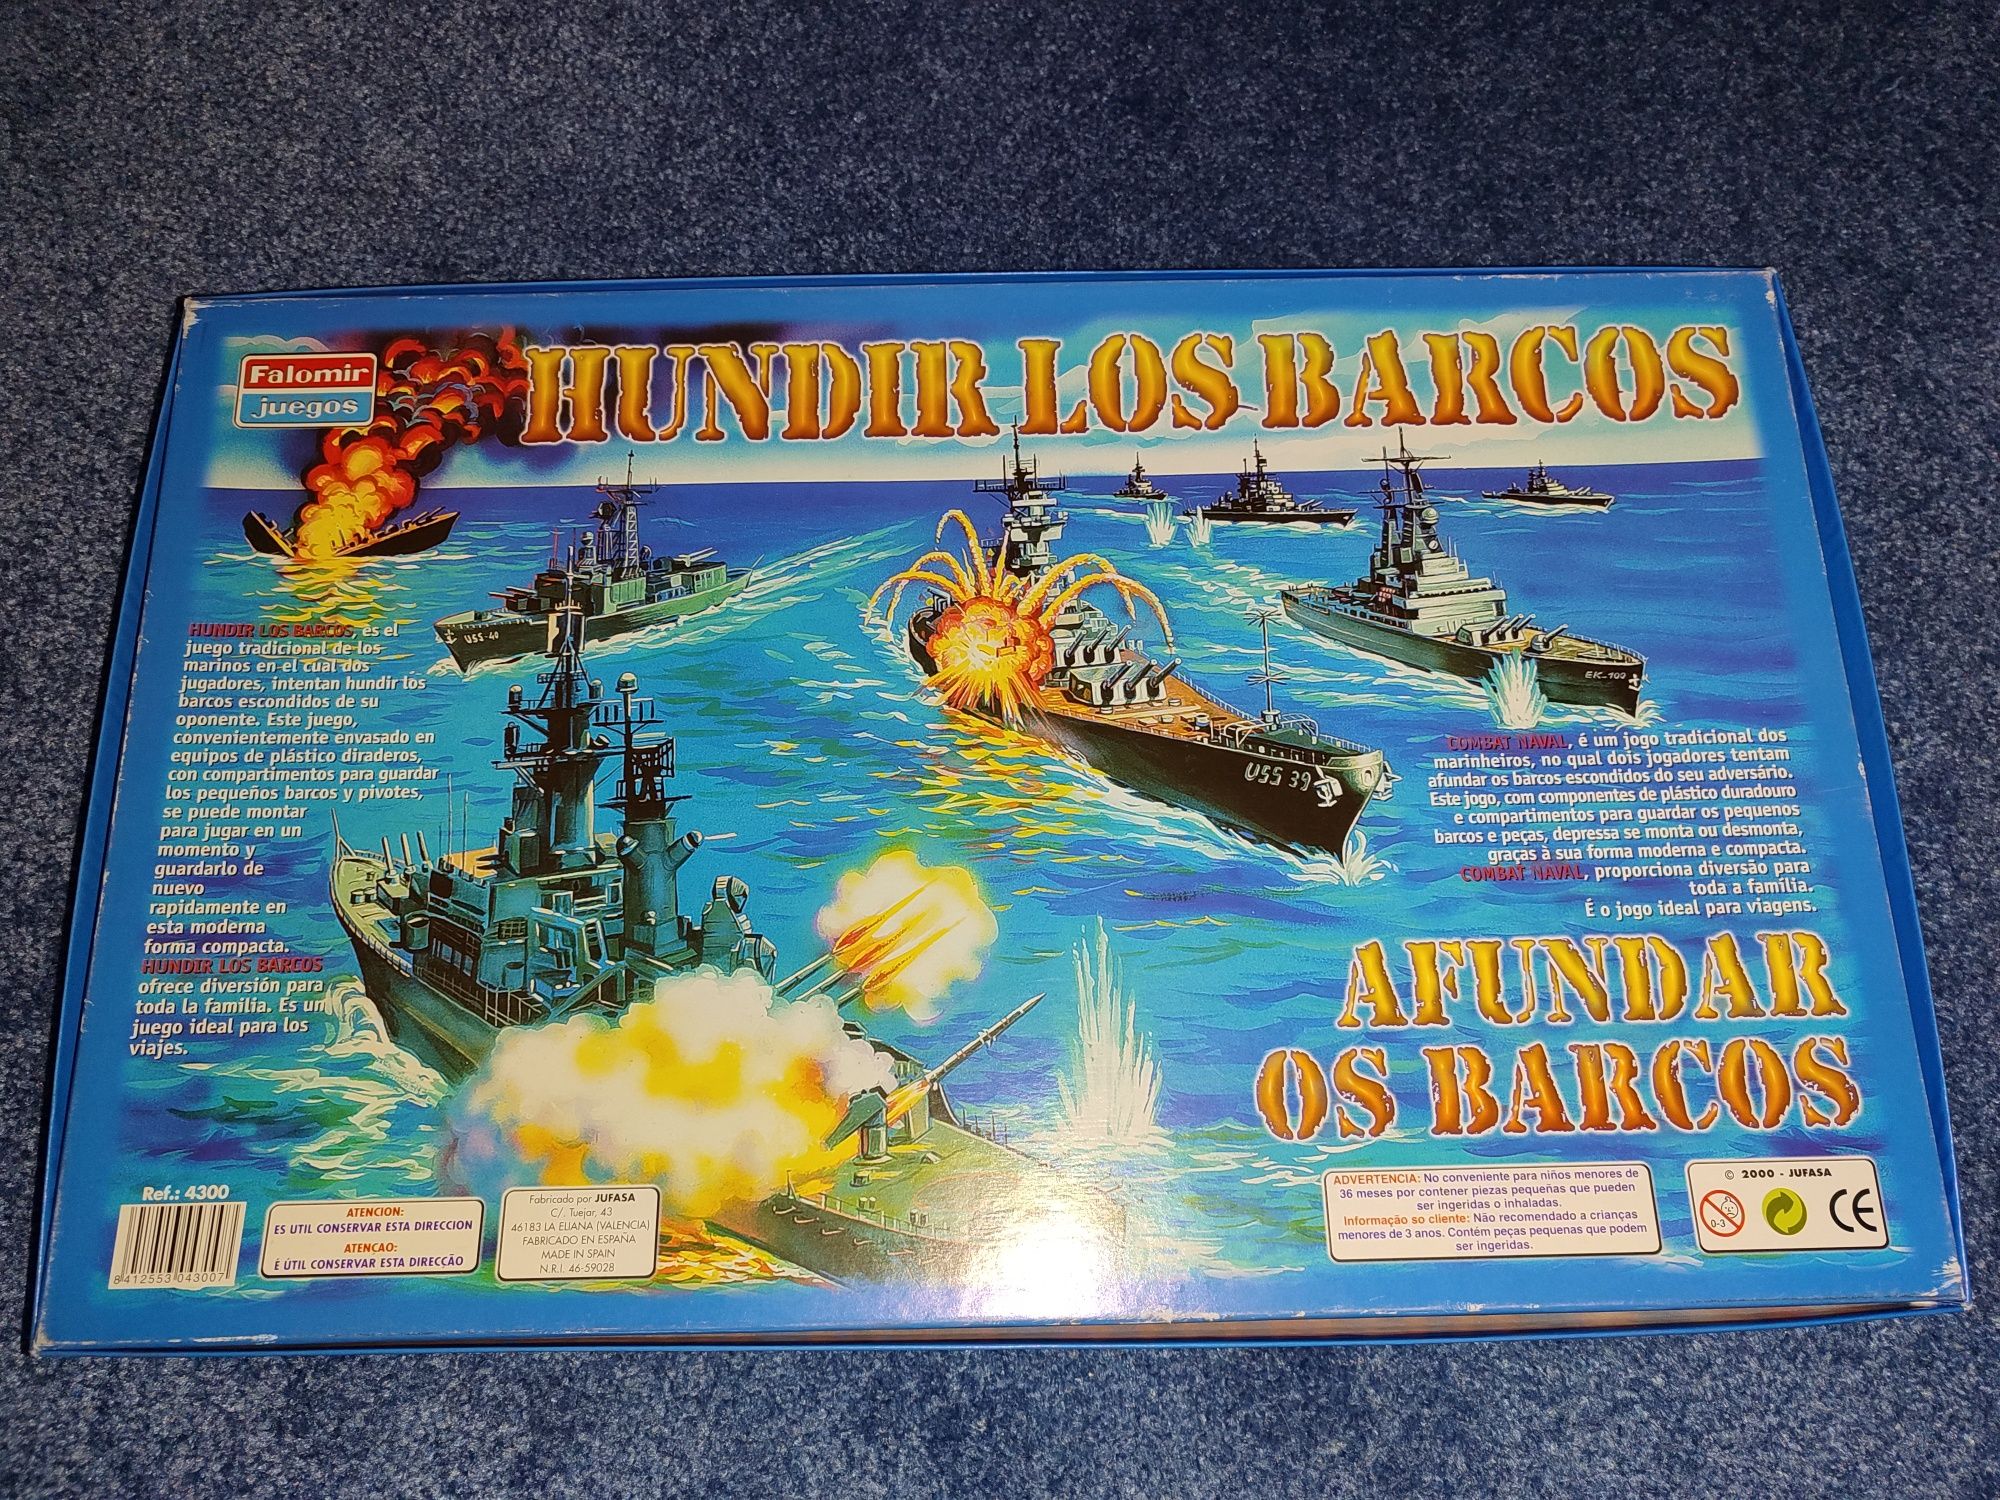 Falomir
juegos
HUNDIR LOS BARCOS
USS-40
USS 39
EK-100
HUNDIR LOS BARCOS, es el
juego tradicional de los
marinos en el cual dos
jugadores, intentan hundir los
barcos escondidos de su
oponente. Este juego,
convenientemente envasado en
equipos de plástico diraderos,
con compartimentos para guardar
los pequeños barcos y pivotes,
se puede montar
para jugar en un
momento y
guardarlo de
nuevo
rapidamente en
esta moderna
forma compacta.
HUNDIR LOS BARCOS
ofrece diversión para
toda la familia. Es un
juego ideal para los
viajes.
COMBAT NAVAL, é um jogo tradicional dos
marinheiros, no qual dois jogadores tentam
afundar os barcos escondidos do seu adversário.
Este jogo, com componentes de plástico duradouro
e compartimentos para guardar os pequenos
barcos e peças, depressa se monta ou desmonta,
graças à sua forma moderna e compacta.
COMBAT NAVAL, proporciona diversão para
toda a família.
É o jogo ideal para viagens.
AFUNDAR
OS BARCOS
Ref.: 4300
8 412553 043007
ATENCION:
ES UTIL CONSERVAR ESTA DIRECCION
ATENÇAO:
É ÚTIL CONSERVAR ESTA DIRECÇÃO
Fabricado por JUFASA
C/. Tuejar, 43
46183 LA ELIANA (VALENCIA)
FABRICADO EN ESPAÑA
MADE IN SPAIN
N.R.I. 46-59028
ADVERTENCIA: No conveniente para niños menores de
36 meses por contener piezas pequeñas que pueden
ser ingeridas o inhaladas.
Informação so cliente: Não recomendado a crianças
menores de 3 anos. Contém peças pequenas que podem
ser ingeridas.
© 2000 - JUFASA
0-3
CE